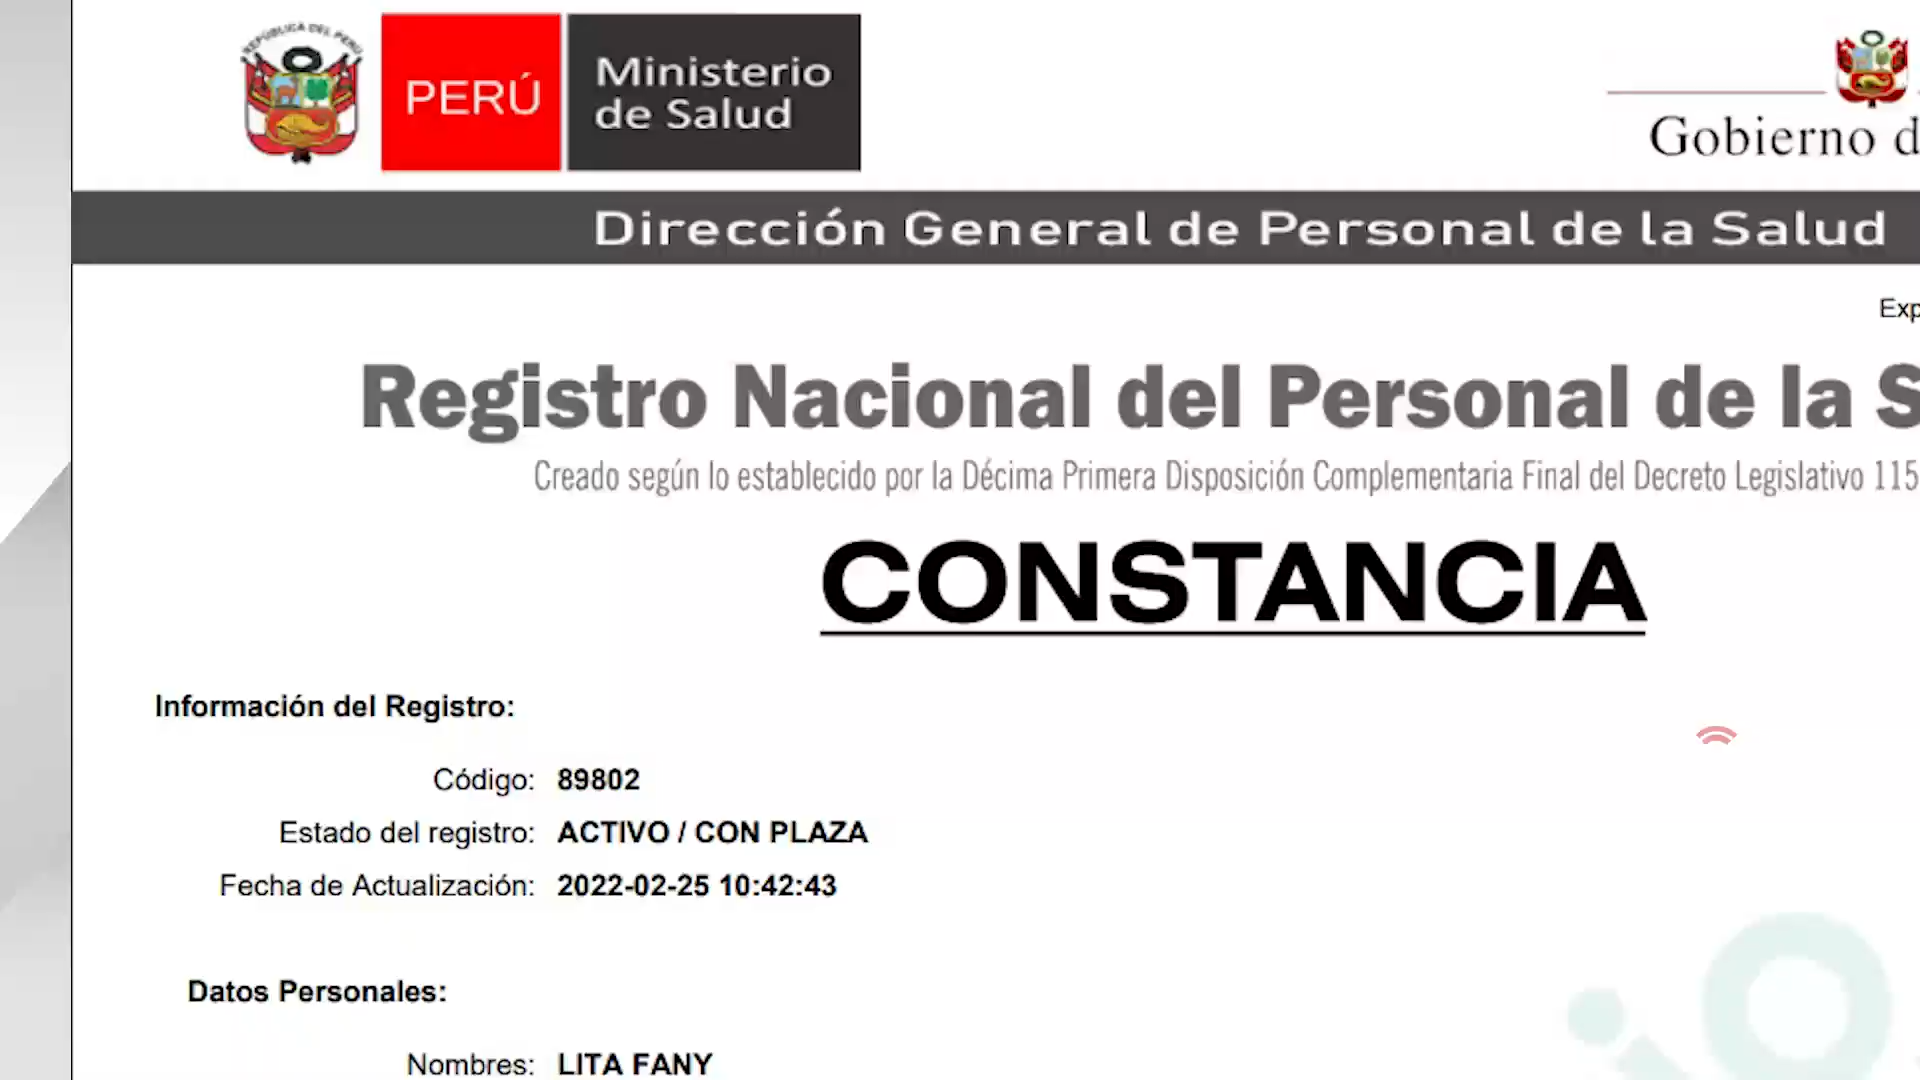 REPÚBLICA DEL PERÚ
PERÚ
Ministerio
de Salud
Gobierno d
Dirección General de Personal de la Salud
Exp
Registro Nacional del Personal de la S
Creado según lo establecido por la Décima Primera Disposición Complementaria Final del Decreto Legislativo 115
CONSTANCIA
Información del Registro:
Código: 89802
Estado del registro: ACTIVO / CON PLAZA
Fecha de Actualización: 2022-02-25 10:42:43
Datos Personales:
Nombres: LITA FANY